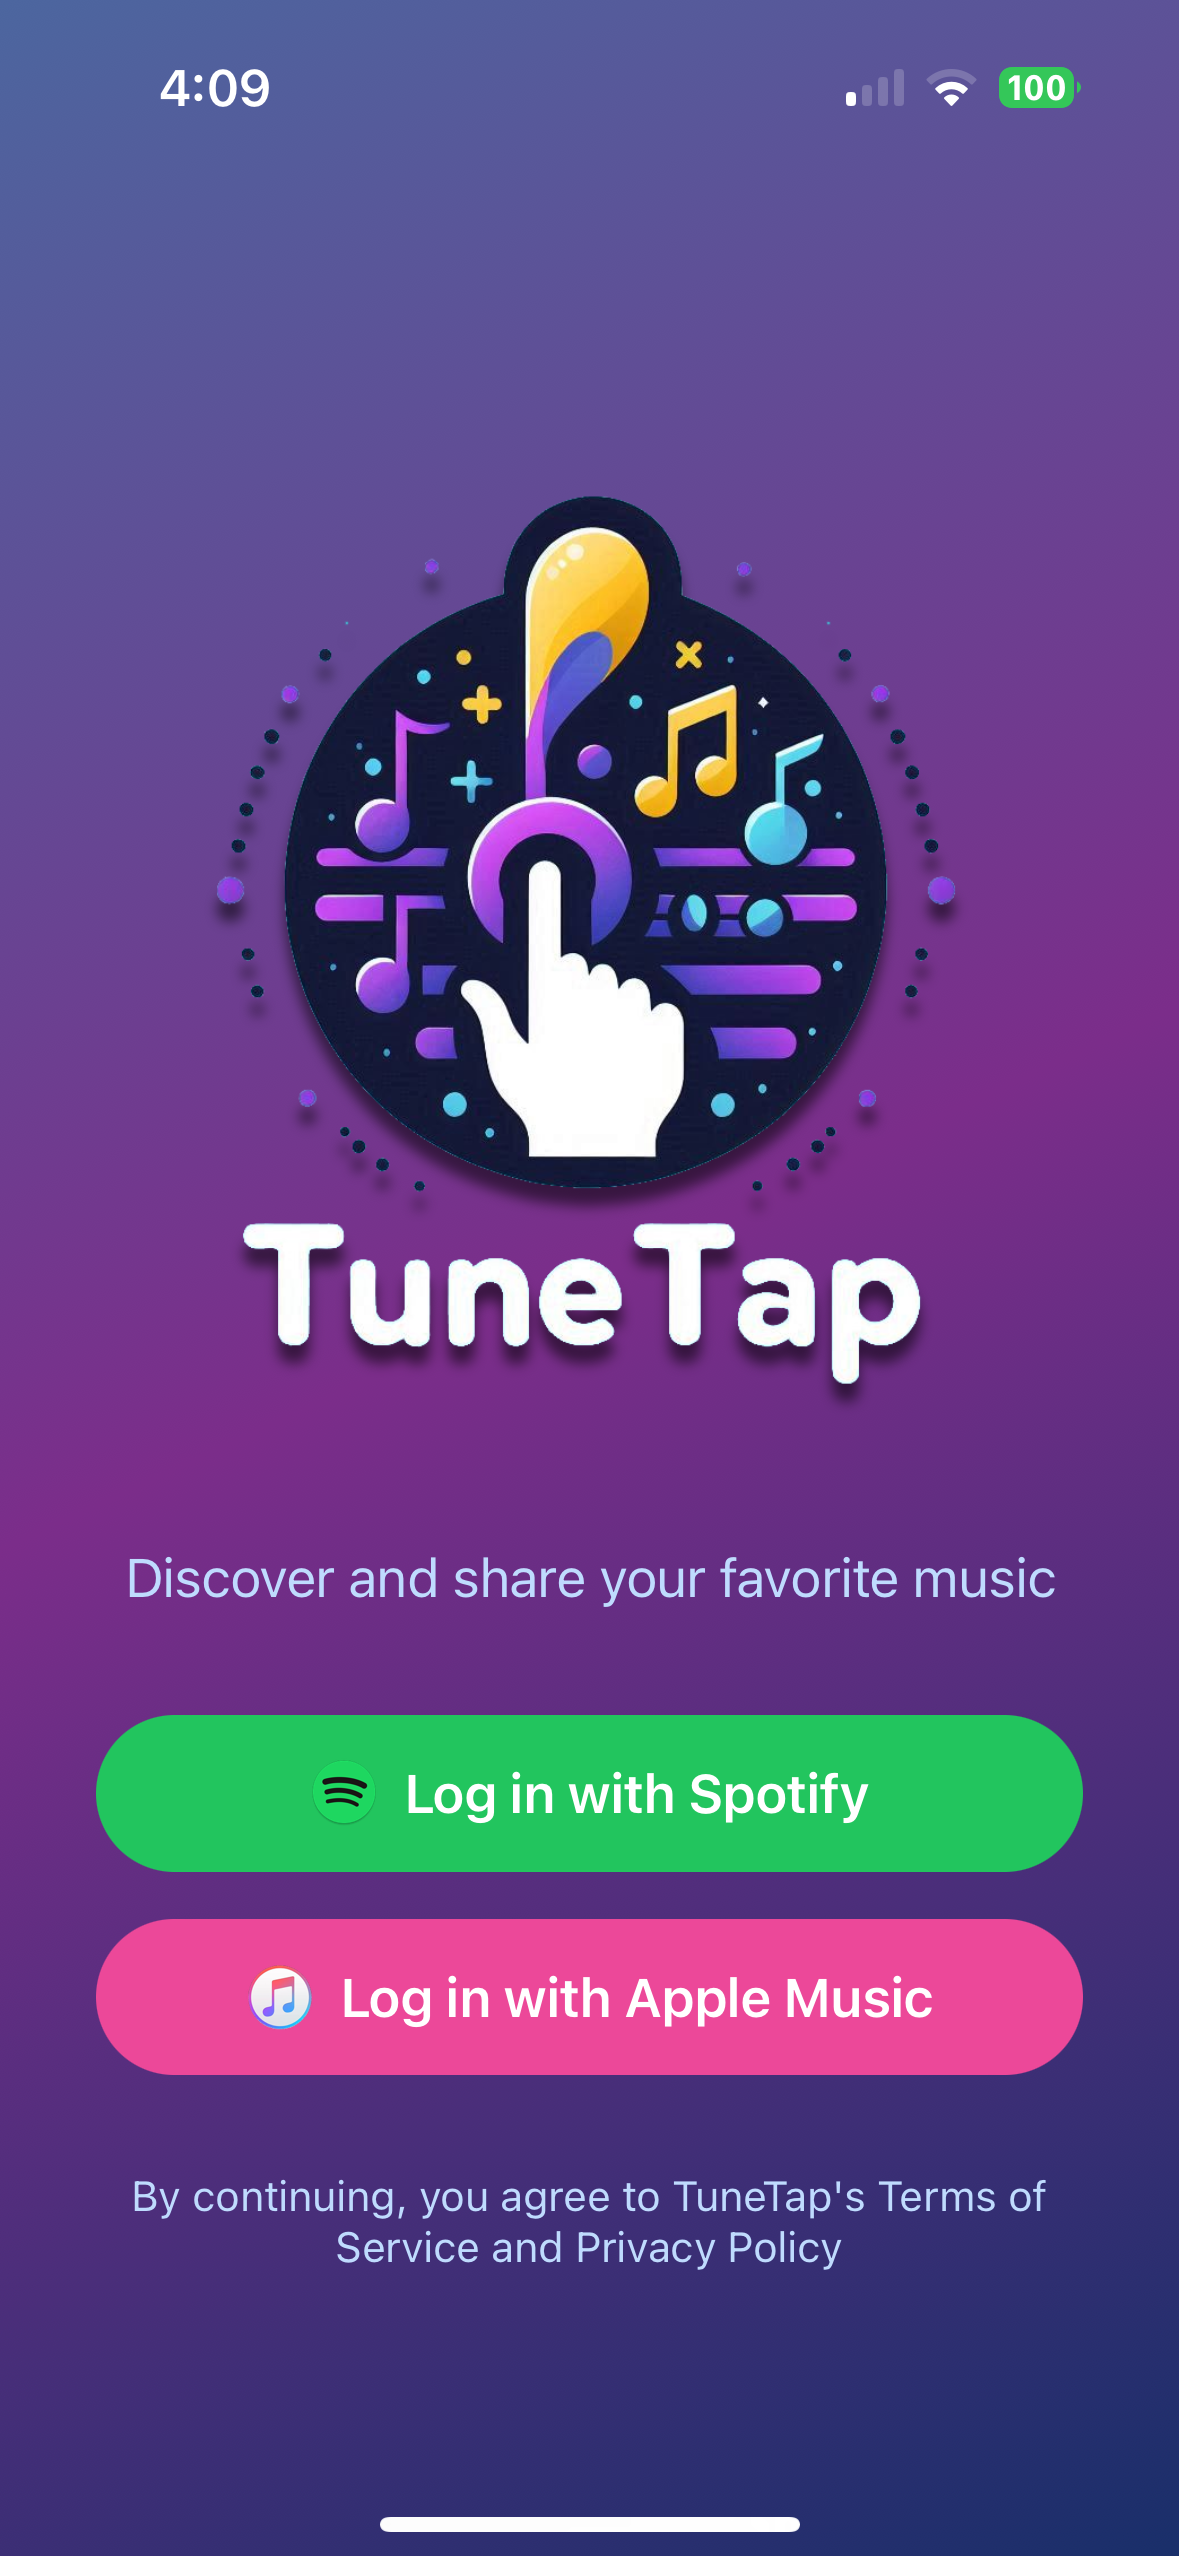 4:09
100
TuneTap
Discover and share your favorite music
Log in with Spotify
Log in with Apple Music
By continuing, you agree to TuneTap's Terms of
Service and Privacy Policy